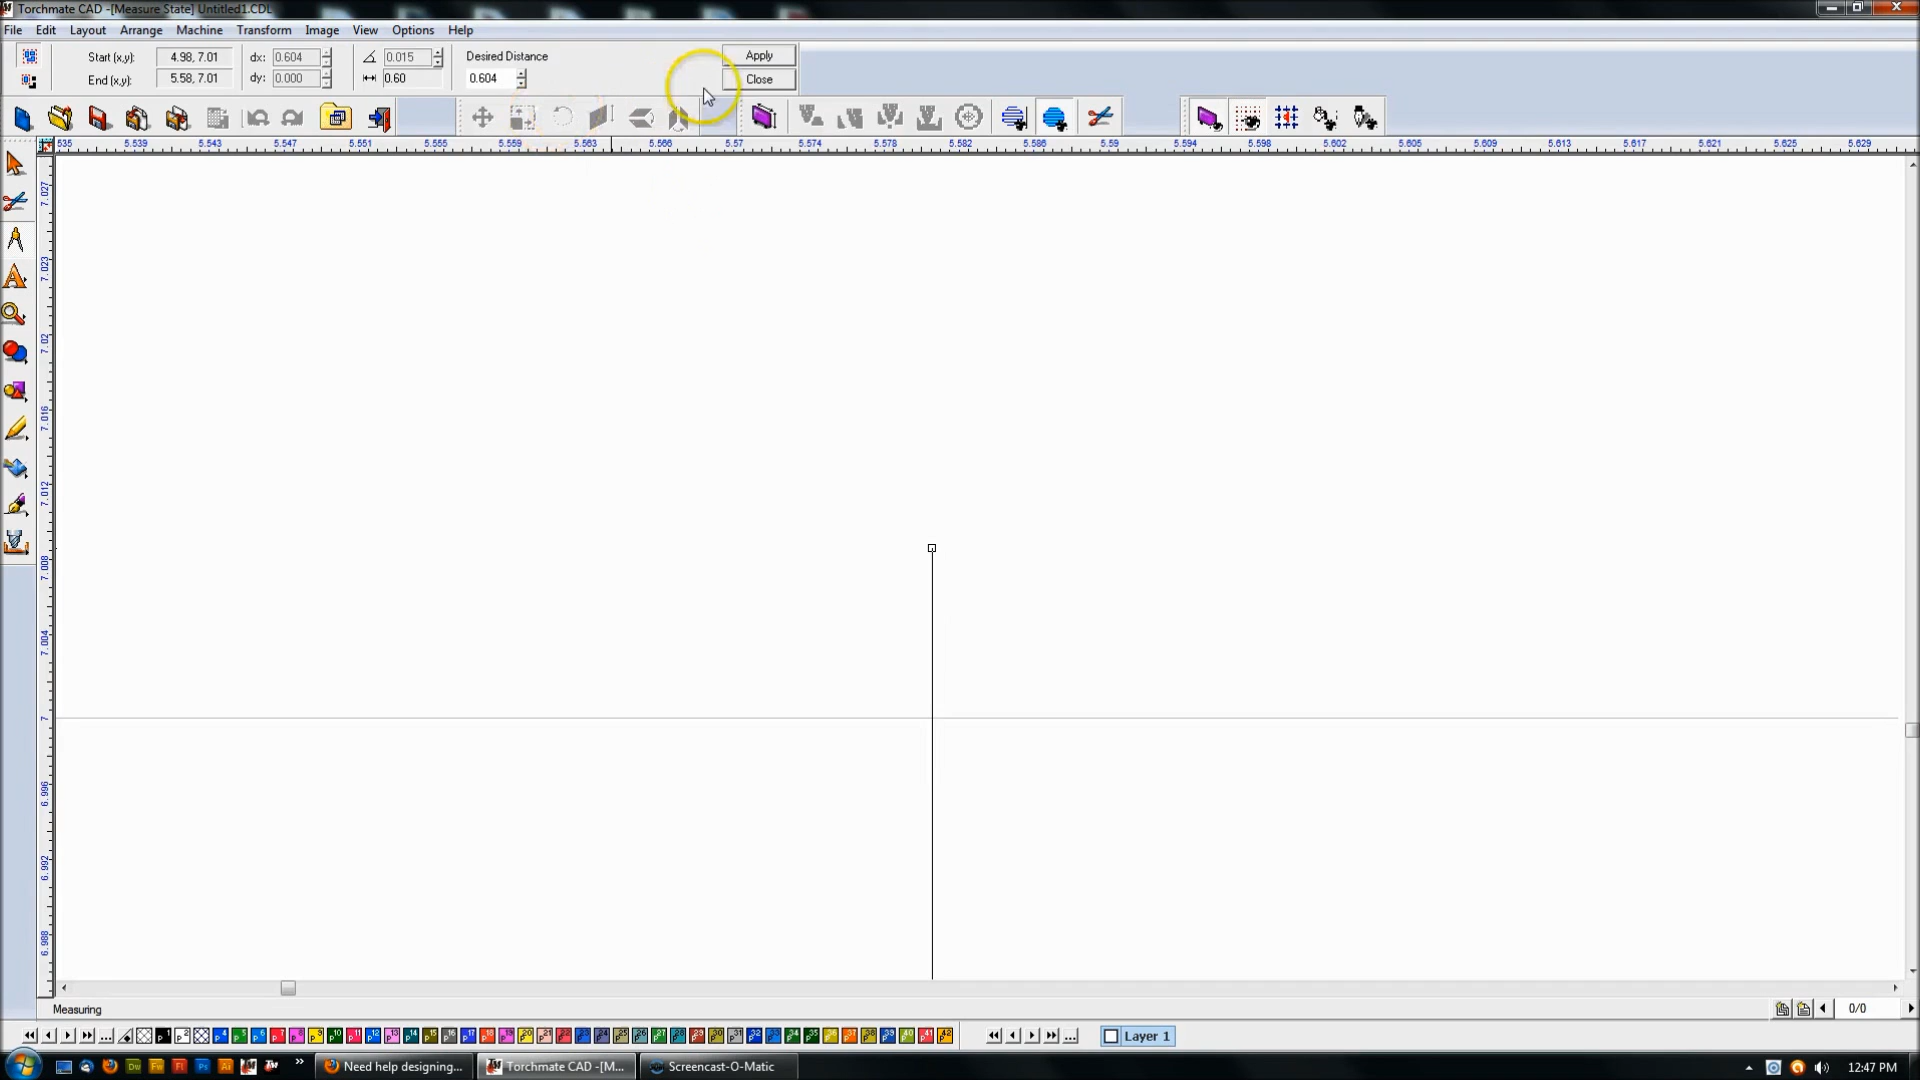 Torchmate CAD -[Measure State] Untitled1.CDL
File Edit Layout Arrange Machine Transform Image View Options Help
Start (x,y): 4.98, 7.01 dx: 0.604 0.015 Desired Distance Apply
End (x,y): 5.58, 7.01 dy: 0.000 0.60 0.604 Close
535 5.539 5.543 5.547 5.551 5.555 5.559 5.563 5.566 5.57 5.574 5.578 5.582 5.586 5.59 5.594 5.598 5.602 5.605 5.609 5.613 5.617 5.621 5.625 5.629
7.027
7.023
7.02
7.016
7.012
7.008
7.004
7
6.996
6.992
6.988
Measuring 0/0
Layer 1
Need help designing... Torchmate CAD -[M... Screencast-O-Matic 12:47 PM